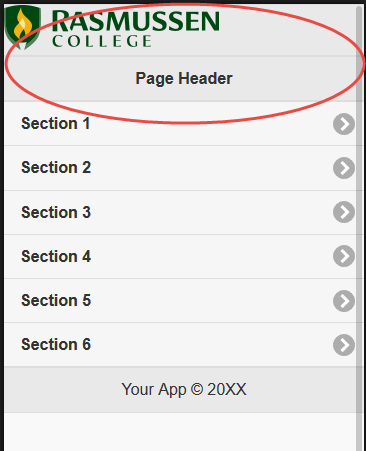 RASMUSSEN
COLLEGE
Page Header
Section 1
Section 2
Section 3
Section 4
Section 5
Section 6
Your App © 20XX